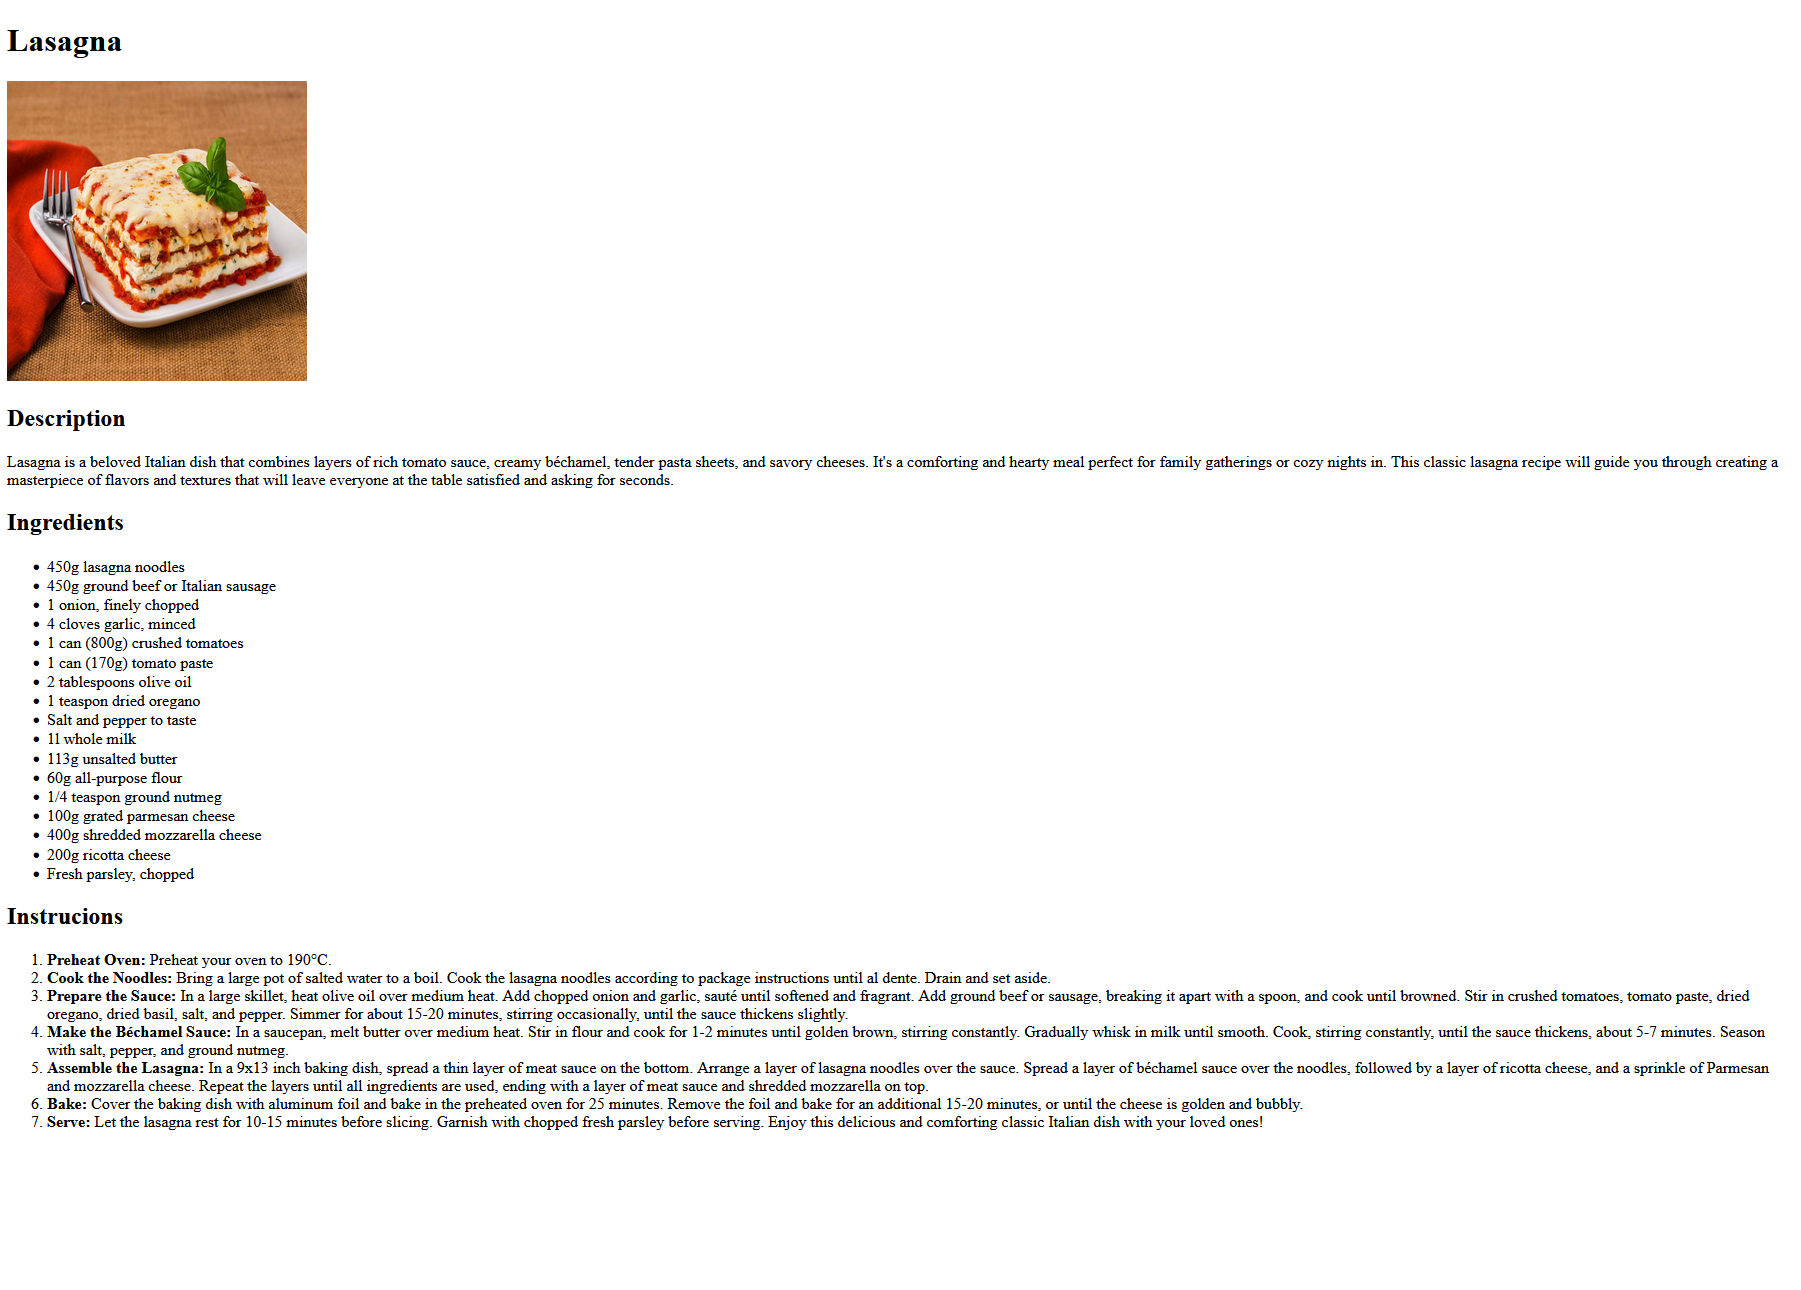 Lasagna
Description
Lasagna is a beloved Italian dish that combines layers of rich tomato sauce, creamy béchamel, tender pasta sheets, and savory cheeses. It's a comforting and hearty meal perfect for family gatherings or cozy nights in. This classic lasagna recipe will guide you through creating a
masterpiece of flavors and textures that will leave everyone at the table satisfied and asking for seconds.
Ingredients
• 450g lasagna noodles
• 450g ground beef or Italian sausage
• 1 onion, finely chopped
• 4 cloves garlic, minced
• 1 can (800g) crushed tomatoes
• 1 can (170g) tomato paste
• 2 tablespoons olive oil
• 1 teaspon dried oregano
• Salt and pepper to taste
• 1l whole milk
• 113g unsalted butter
• 60g all-purpose flour
• 1/4 teaspon ground nutmeg
• 100g grated parmesan cheese
• 400g shredded mozzarella cheese
• 200g ricotta cheese
• Fresh parsley, chopped
Instrucions
1. Preheat Oven: Preheat your oven to 190°C.
2. Cook the Noodles: Bring a large pot of salted water to a boil. Cook the lasagna noodles according to package instructions until al dente. Drain and set aside.
3. Prepare the Sauce: In a large skillet, heat olive oil over medium heat. Add chopped onion and garlic, sauté until softened and fragrant. Add ground beef or sausage, breaking it apart with a spoon, and cook until browned. Stir in crushed tomatoes, tomato paste, dried
oregano, dried basil, salt, and pepper. Simmer for about 15-20 minutes, stirring occasionally, until the sauce thickens slightly.
4. Make the Béchamel Sauce: In a saucepan, melt butter over medium heat. Stir in flour and cook for 1-2 minutes until golden brown, stirring constantly. Gradually whisk in milk until smooth. Cook, stirring constantly, until the sauce thickens, about 5-7 minutes. Season
with salt, pepper, and ground nutmeg.
5. Assemble the Lasagna: In a 9x13 inch baking dish, spread a thin layer of meat sauce on the bottom. Arrange a layer of lasagna noodles over the sauce. Spread a layer of béchamel sauce over the noodles, followed by a layer of ricotta cheese, and a sprinkle of Parmesan
and mozzarella cheese. Repeat the layers until all ingredients are used, ending with a layer of meat sauce and shredded mozzarella on top.
6. Bake: Cover the baking dish with aluminum foil and bake in the preheated oven for 25 minutes. Remove the foil and bake for an additional 15-20 minutes, or until the cheese is golden and bubbly.
7. Serve: Let the lasagna rest for 10-15 minutes before slicing. Garnish with chopped fresh parsley before serving. Enjoy this delicious and comforting classic Italian dish with your loved ones!